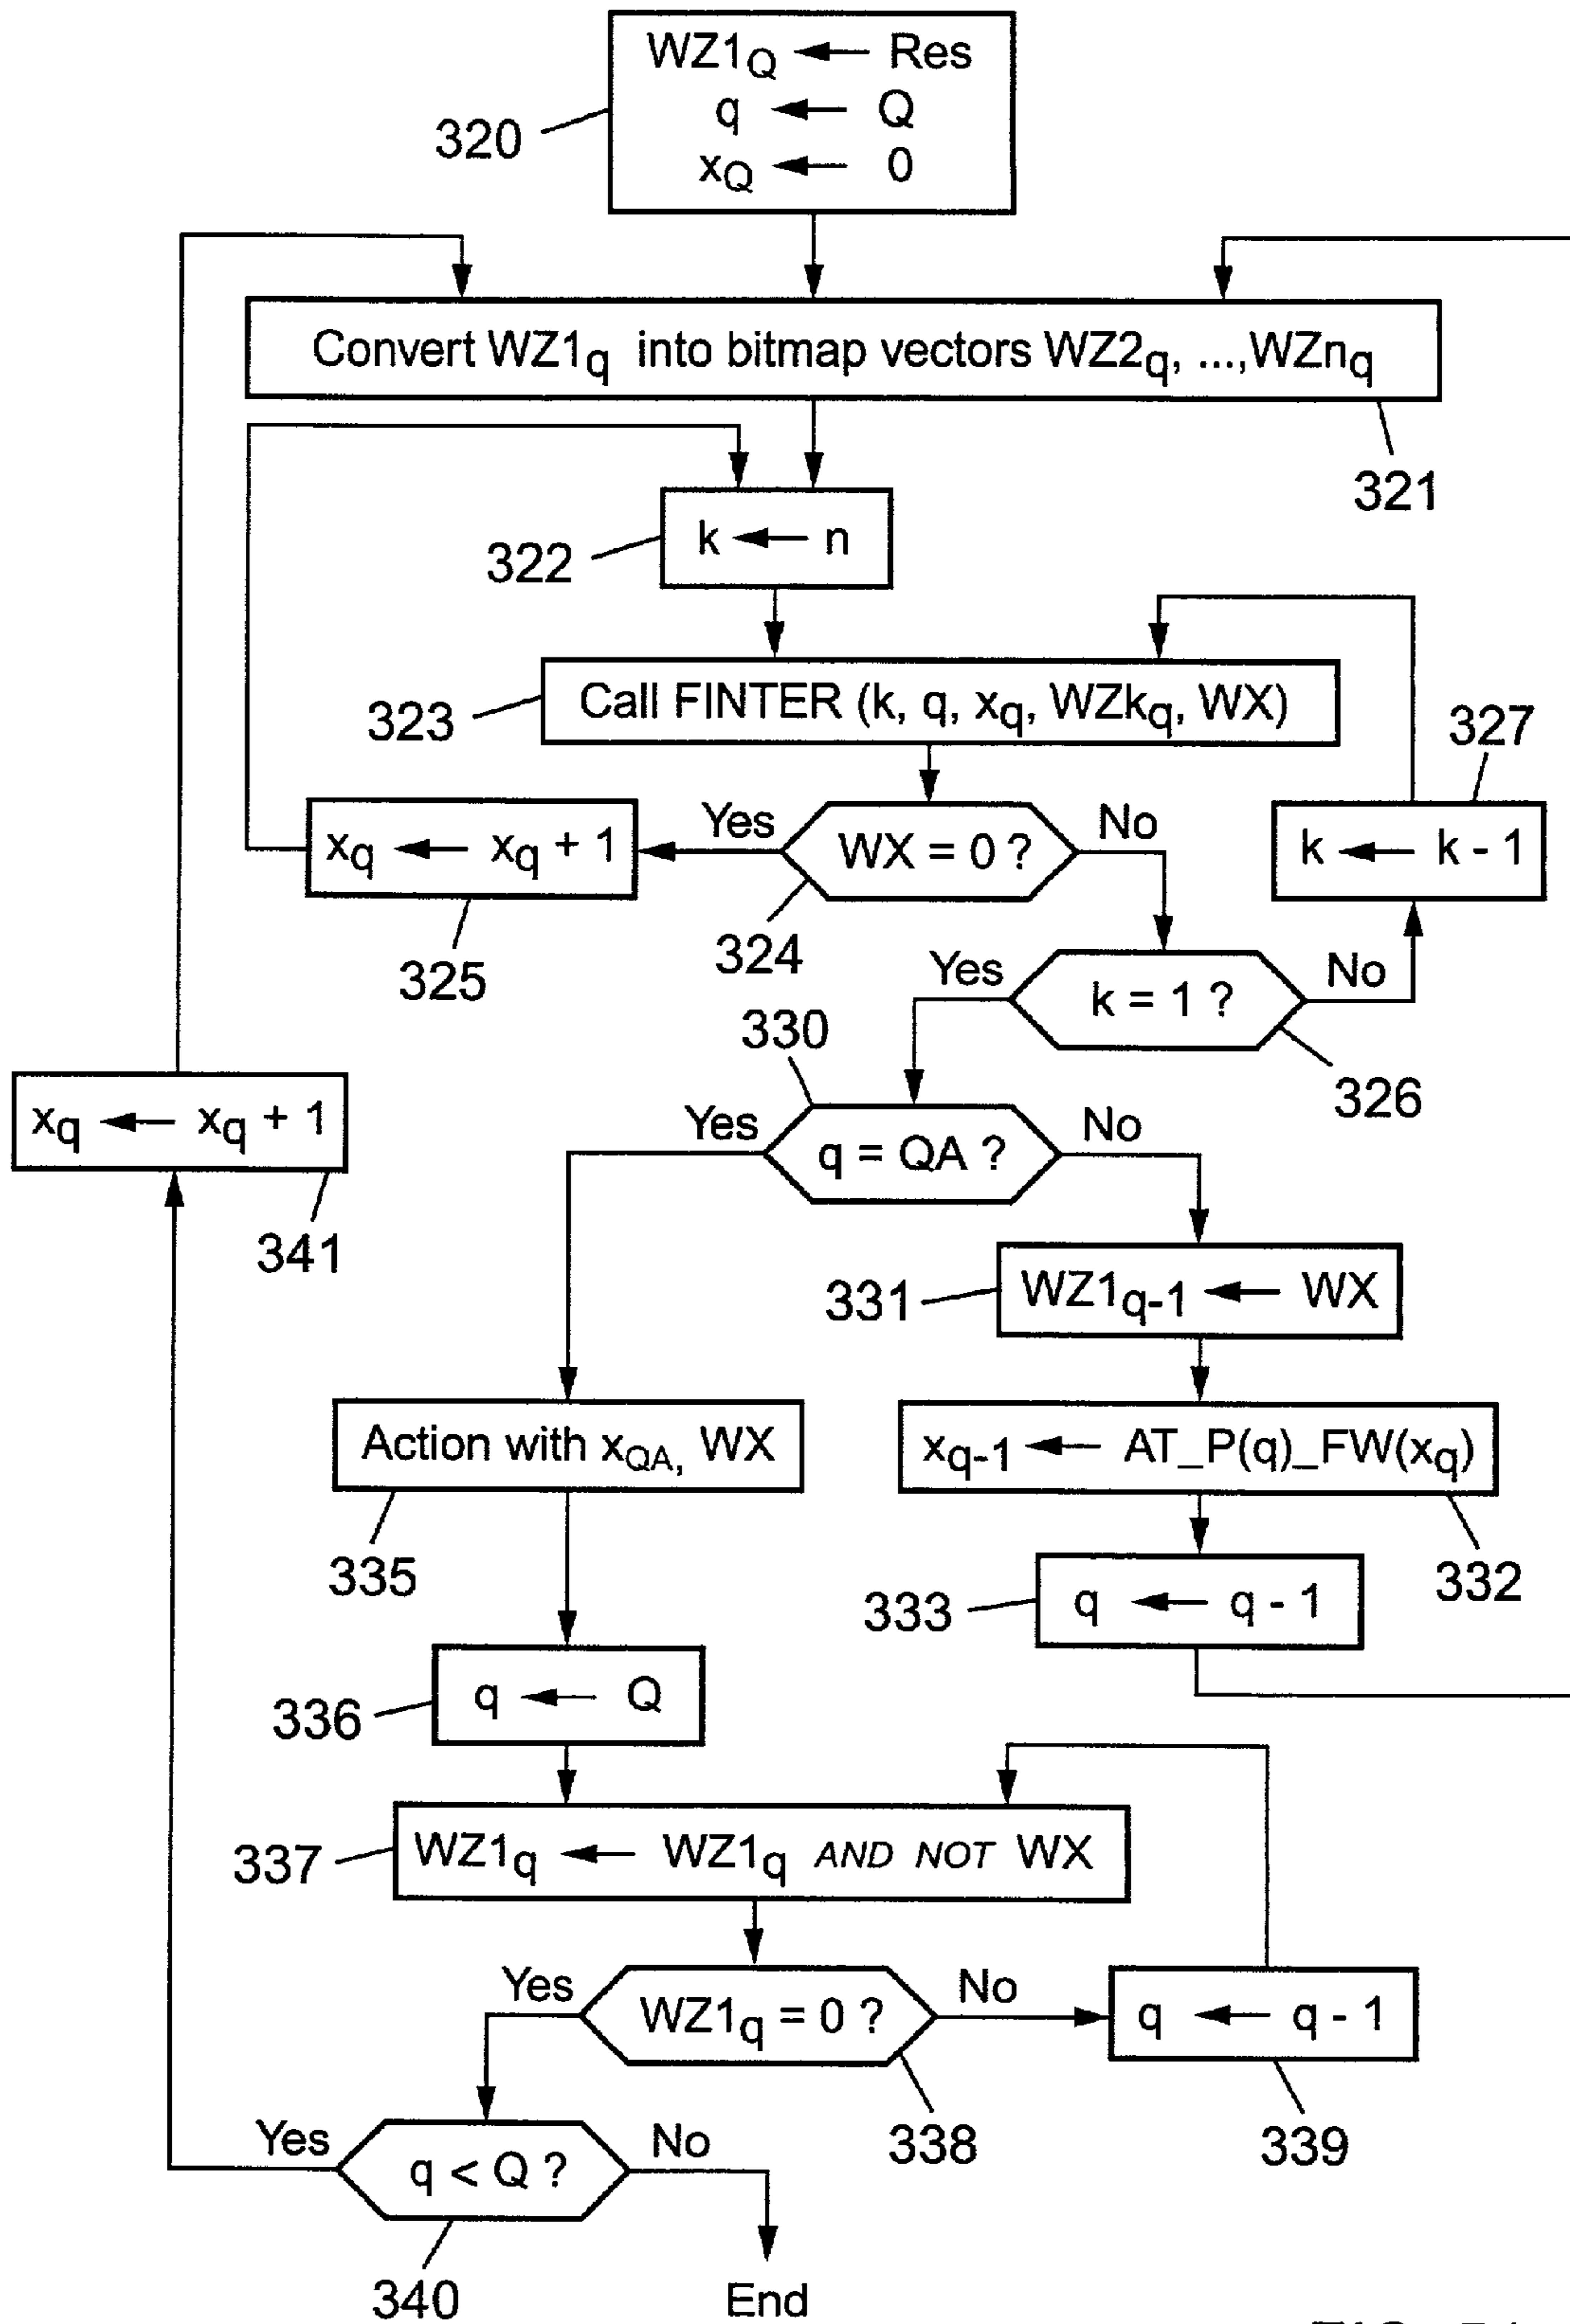 WZ1Q ← Res
q ← Q
xQ ← 0
320
Convert WZ1q into bitmap vectors WZ2q, ...,WZnq
321
k ← n
322
Call FINTER (k, q, xq, WZkq, WX)
323
327
xq ← xq + 1
Yes
WX = 0 ?
No
k ← k - 1
325
324
Yes
k = 1 ?
No
330
326
xq ← xq + 1
Yes
q = QA ?
No
341
WZ1q-1 ← WX
331
Action with xQA, WX
xq-1 ← AT_P(q)_FW(xq)
335
332
q ← q - 1
333
q ← Q
336
WZ1q ← WZ1q AND NOT WX
337
Yes
WZ1q = 0 ?
No
q ← q - 1
338
339
Yes
q < Q ?
No
340
End